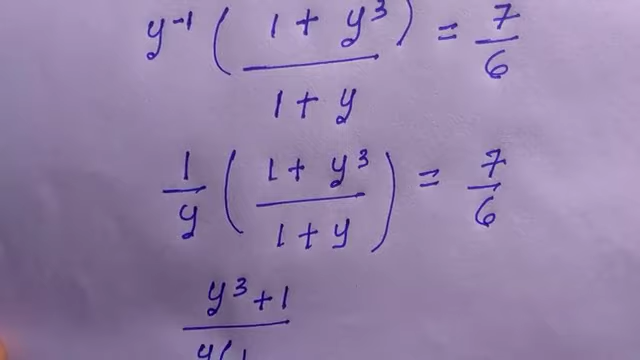 y⁻¹ ( (1 + y³) / (1 + y) ) = 7/6
1/y ( (1 + y³) / (1 + y) ) = 7/6
y³ + 1